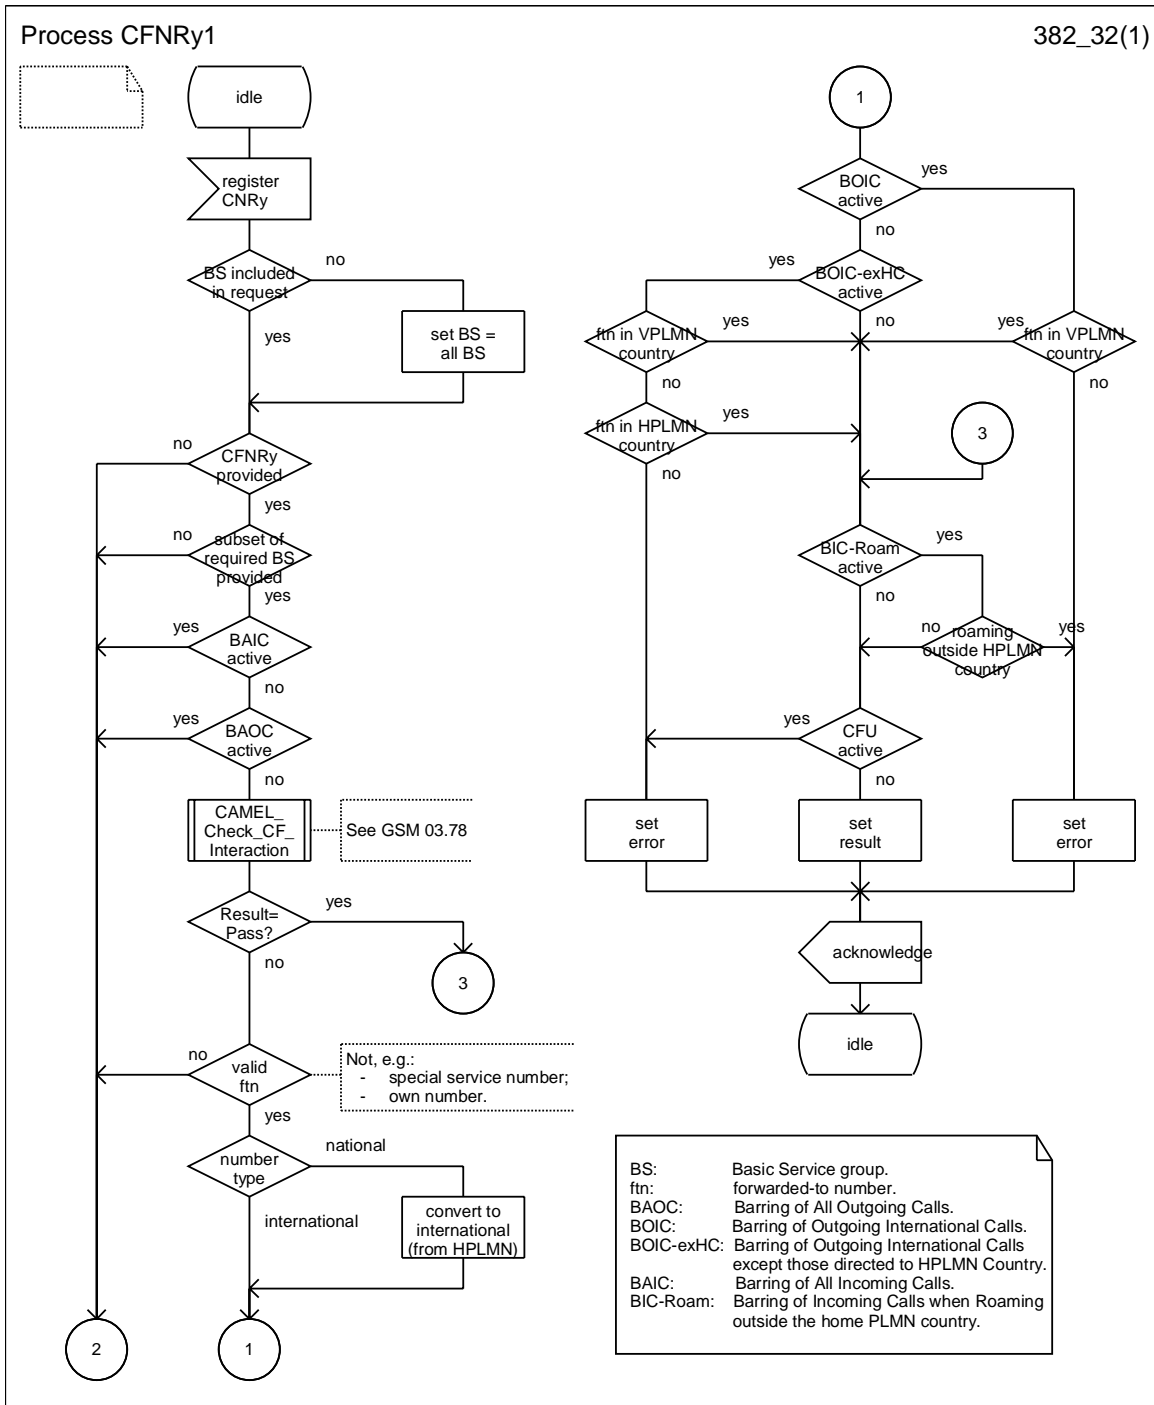 Process CFNRy1
382_32(1)
idle
register
CNRy
BS included
in request
no
yes
set BS =
all BS
no
CFNRy
provided
yes
no
subset of
required BS
provided
yes
yes
BAIC
active
no
yes
BAOC
active
no
CAMEL_
Check_CF_
Interaction
See GSM 03.78
Result=
Pass?
yes
no
3
no
valid
ftn
yes
Not, e.g.:
- special service number;
- own number.
number
type
national
international
convert to
international
(from HPLMN)
2
1
1
BOIC
active
yes
no
yes
BOIC-exHC
active
no
ftn in VPLMN
country
yes
no
yes
ftn in VPLMN
country
no
ftn in HPLMN
country
yes
no
3
BIC-Roam
active
yes
no
no
roaming
outside HPLMN
country
yes
yes
CFU
active
no
set
error
set
result
set
error
acknowledge
idle
BS: Basic Service group.
ftn: forwarded-to number.
BAOC: Barring of All Outgoing Calls.
BOIC: Barring of Outgoing International Calls.
BOIC-exHC: Barring of Outgoing International Calls
except those directed to HPLMN Country.
BAIC: Barring of All Incoming Calls.
BIC-Roam: Barring of Incoming Calls when Roaming
outside the home PLMN country.